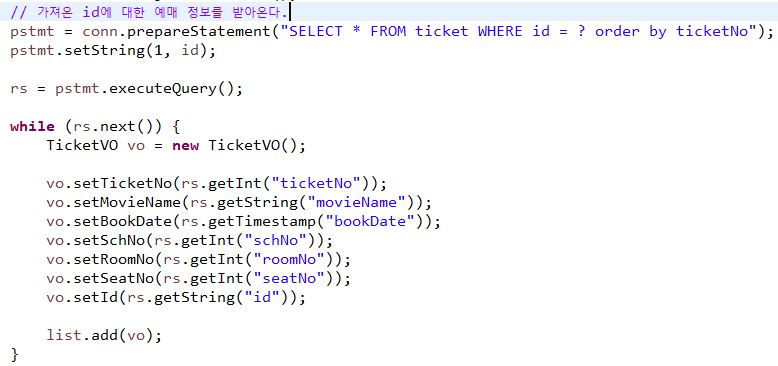 // 가져온 id에 대한 예매 정보를 받아온다.
pstmt = conn.prepareStatement("SELECT * FROM ticket WHERE id = ? order by ticketNo");
pstmt.setString(1, id);
rs = pstmt.executeQuery();
while (rs.next()) {
TicketVO vo = new TicketVO();
vo.setTicketNo(rs.getInt("ticketNo"));
vo.setMovieName(rs.getString("movieName"));
vo.setBookDate(rs.getTimestamp("bookDate"));
vo.setSchNo(rs.getInt("schNo"));
vo.setRoomNo(rs.getInt("roomNo"));
vo.setSeatNo(rs.getInt("seatNo"));
vo.setId(rs.getString("id"));
list.add(vo);
}